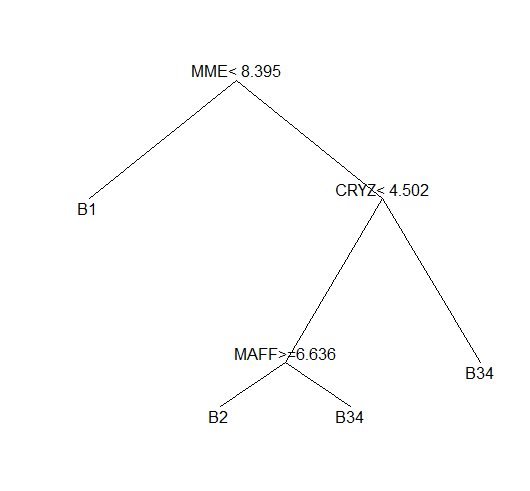 MME< 8.395
CRYZ< 4.502
B1
MAFF>=6.636
B34
B2
B34